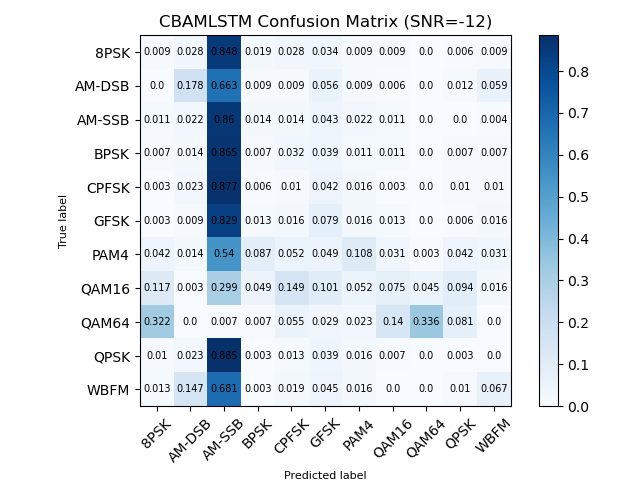 CBAMLSTM Confusion Matrix (SNR=-12)
8PSK 0.009 0.028 0.848 0.019 0.028 0.034 0.009 0.009 0.0 0.006 0.009
AM-DSB 0.0 0.178 0.663 0.009 0.009 0.056 0.009 0.006 0.0 0.012 0.059
AM-SSB 0.011 0.022 0.86 0.014 0.014 0.043 0.022 0.011 0.0 0.0 0.004
BPSK 0.007 0.014 0.865 0.007 0.032 0.039 0.011 0.011 0.0 0.007 0.007
CPFSK 0.003 0.023 0.877 0.006 0.01 0.042 0.016 0.003 0.0 0.01 0.01
GFSK 0.003 0.009 0.829 0.013 0.016 0.079 0.016 0.013 0.0 0.006 0.016
PAM4 0.042 0.014 0.54 0.087 0.052 0.049 0.108 0.031 0.003 0.042 0.031
QAM16 0.117 0.003 0.299 0.049 0.149 0.101 0.052 0.075 0.045 0.094 0.016
QAM64 0.322 0.0 0.007 0.007 0.055 0.029 0.023 0.14 0.336 0.081 0.0
QPSK 0.01 0.023 0.885 0.003 0.013 0.039 0.016 0.007 0.0 0.003 0.0
WBFM 0.013 0.147 0.681 0.003 0.019 0.045 0.016 0.0 0.0 0.01 0.067
True label
8PSK AM-DSB AM-SSB BPSK CPFSK GFSK PAM4 QAM16 QAM64 QPSK WBFM
Predicted label
0.8
0.7
0.6
0.5
0.4
0.3
0.2
0.1
0.0